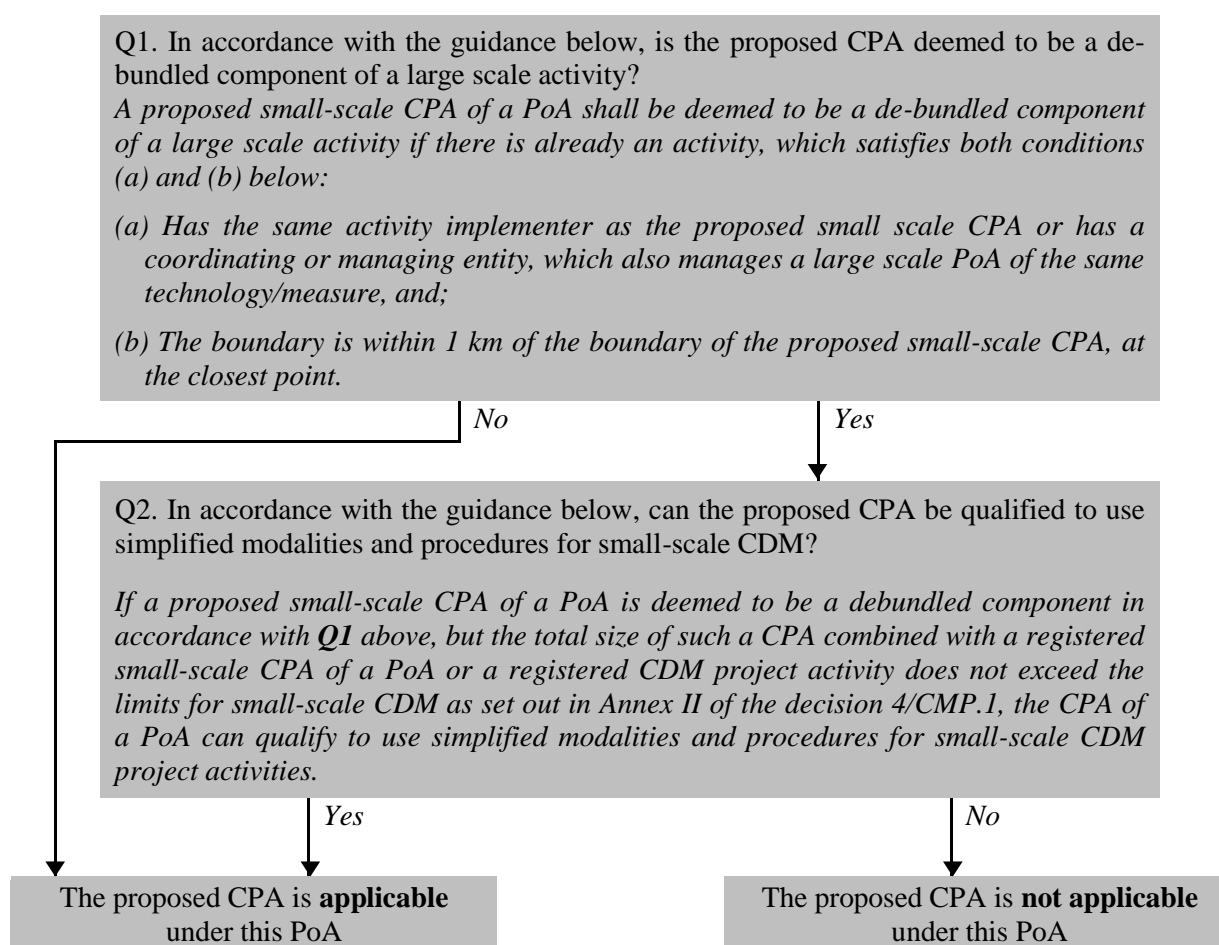 Q1. In accordance with the guidance below, is the proposed CPA deemed to be a de-
bundled component of a large scale activity?
A proposed small-scale CPA of a PoA shall be deemed to be a de-bundled component
of a large scale activity if there is already an activity, which satisfies both conditions
(a) and (b) below:
(a) Has the same activity implementer as the proposed small scale CPA or has a
coordinating or managing entity, which also manages a large scale PoA of the same
technology/measure, and;
(b) The boundary is within 1 km of the boundary of the proposed small-scale CPA, at
the closest point.
No
Yes
Q2. In accordance with the guidance below, can the proposed CPA be qualified to use
simplified modalities and procedures for small-scale CDM?
If a proposed small-scale CPA of a PoA is deemed to be a debundled component in
accordance with Q1 above, but the total size of such a CPA combined with a registered
small-scale CPA of a PoA or a registered CDM project activity does not exceed the
limits for small-scale CDM as set out in Annex II of the decision 4/CMP.1, the CPA of
a PoA can qualify to use simplified modalities and procedures for small-scale CDM
project activities.
Yes
No
The proposed CPA is applicable
under this PoA
The proposed CPA is not applicable
under this PoA